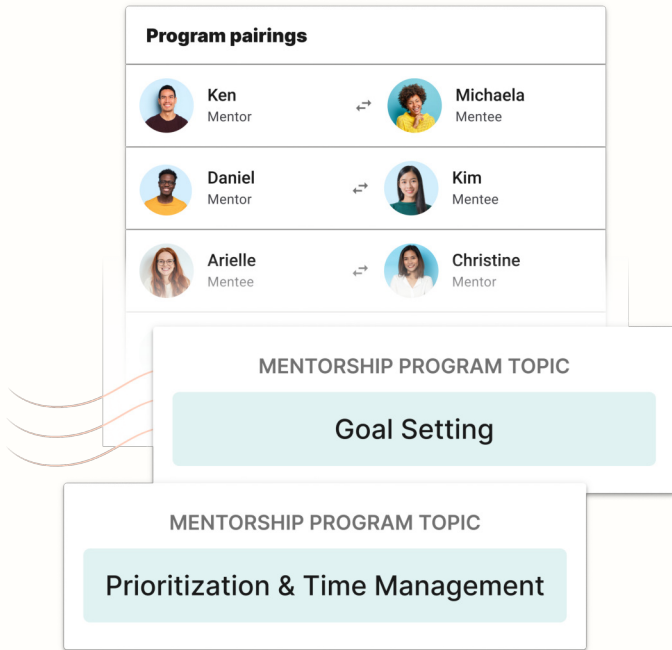 Program pairings
Ken
Mentor
Michaela
Mentee
Daniel
Mentor
Kim
Mentee
Arielle
Mentee
Christine
Mentor
MENTORSHIP PROGRAM TOPIC
Goal Setting
MENTORSHIP PROGRAM TOPIC
Prioritization & Time Management